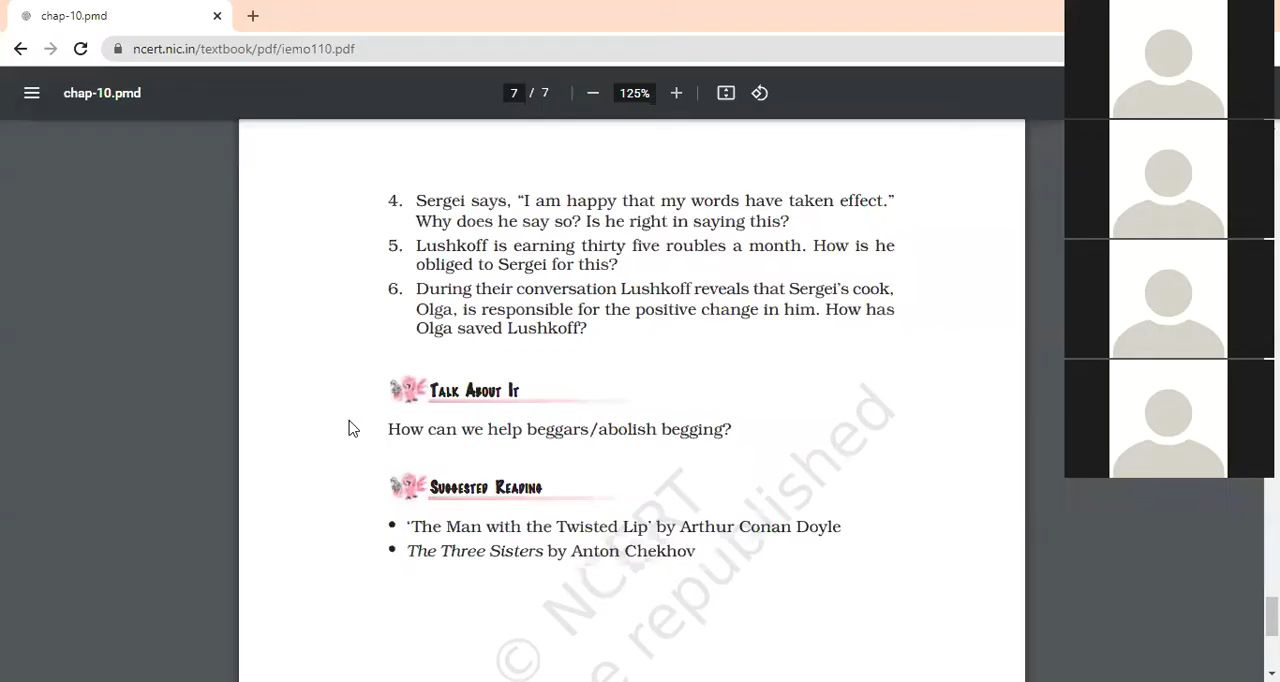 chap-10.pmd
ncert.nic.in/textbook/pdf/iemo110.pdf
chap-10.pmd
7 / 7
125%
4. Sergei says, “I am happy that my words have taken effect.”
Why does he say so? Is he right in saying this?
5. Lushkoff is earning thirty five roubles a month. How is he
obliged to Sergei for this?
6. During their conversation Lushkoff reveals that Sergei’s cook,
Olga, is responsible for the positive change in him. How has
Olga saved Lushkoff?
TALK ABOUT IT
How can we help beggars/abolish begging?
SUGGESTED READING
• ‘The Man with the Twisted Lip’ by Arthur Conan Doyle
• The Three Sisters by Anton Chekhov
© NCERT
e republished